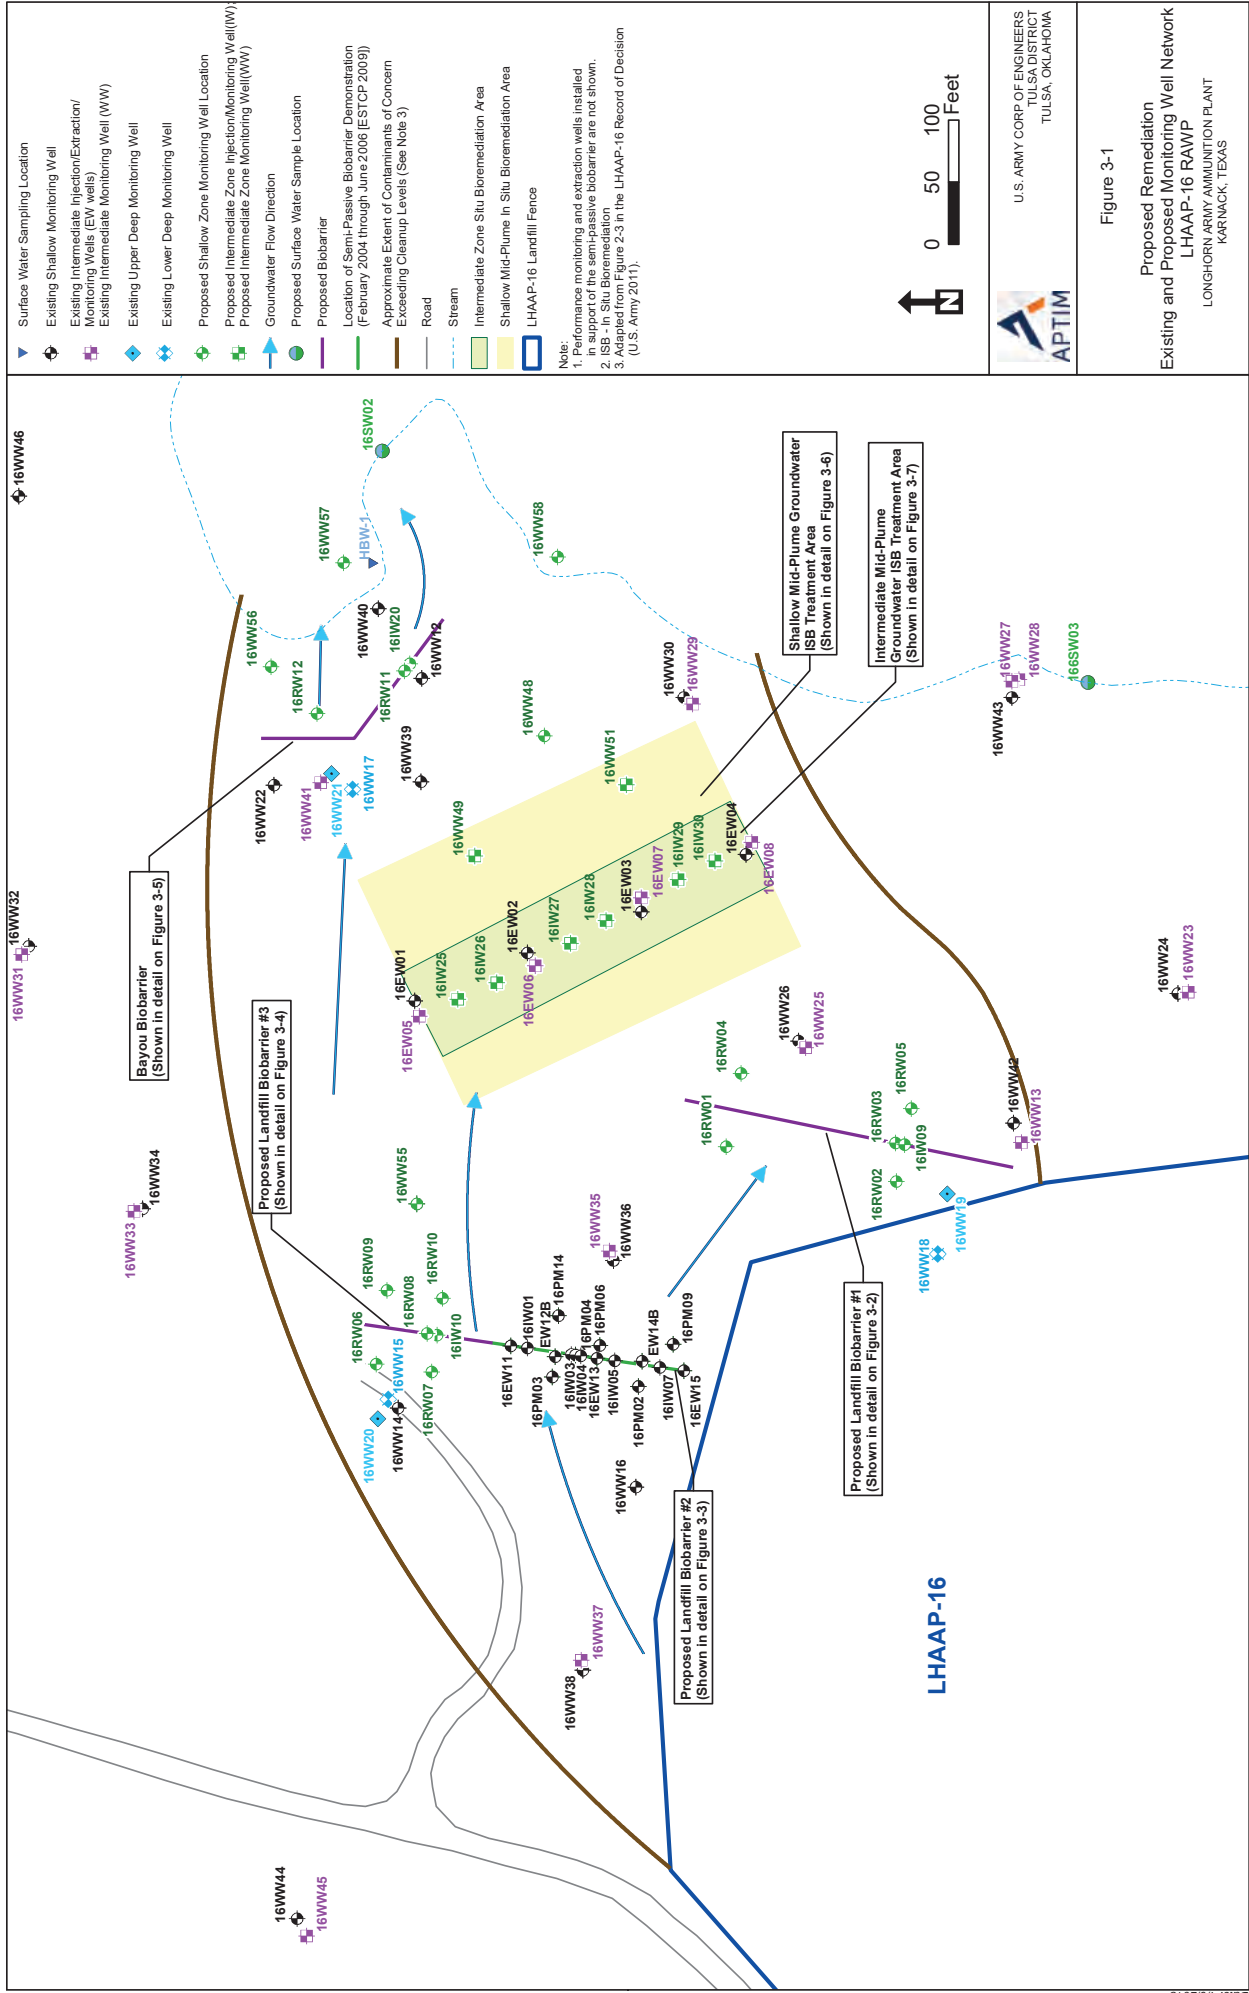 Surface Water Sampling Location
Existing Shallow Monitoring Well
Existing Intermediate Injection/Extraction/
Monitoring Wells (EW wells)
Existing Intermediate Monitoring Well (WW)
Existing Upper Deep Monitoring Well
Existing Lower Deep Monitoring Well
Proposed Shallow Zone Monitoring Well Location
Proposed Intermediate Zone Injection/Monitoring Well(IW);
Proposed Intermediate Zone Monitoring Well(WW)
Groundwater Flow Direction
Proposed Surface Water Sample Location
Proposed Biobarrier
Location of Semi-Passive Biobarrier Demonstration
(February 2004 through June 2006 [ESTCP 2009])
Approximate Extent of Contaminants of Concern
Exceeding Cleanup Levels (See Note 3)
Road
Stream
Intermediate Zone Situ Bioremediation Area
Shallow Mid-Plume In Situ Bioremediation Area
LHAAP-16 Landfill Fence
Note:
1. Performance monitoring and extraction wells installed
in support of the semi-passive biobarrier are not shown.
2. ISB - In Situ Bioremediation
3. Adapted from Figure 2-3 in the LHAAP-16 Record of Decision
(U.S. Army 2011).
N
0 50 100
Feet
APTIM
U.S. ARMY CORP OF ENGINEERS
TULSA DISTRICT
TULSA, OKLAHOMA
Figure 3-1
Proposed Remediation
Existing and Proposed Monitoring Well Network
LHAAP-16 RAWP
LONGHORN ARMY AMMUNITION PLANT
KARNACK, TEXAS
16WW46
16WW32
16WW31
16WW34
16WW33
16WW44
16WW45
Bayou Biobarrier
(Shown in detail on Figure 3-5)
Proposed Landfill Biobarrier #3
(Shown in detail on Figure 3-4)
16WW56
16RW12
16WW57
HBW-1
16SW02
16WW40
16IW20
16RW11
16WW12
16WW22
16WW41
16WW21
16WW17
16WW39
16WW58
16WW48
16WW49
16WW51
16WW30
16WW29
16EW01
16EW05
16IW25
16IW26
16EW02
16EW06
16IW27
16IW28
16EW03
16EW07
16IW29
16IW30
16EW04
16EW08
Shallow Mid-Plume Groundwater
ISB Treatment Area
(Shown in detail on Figure 3-6)
Intermediate Mid-Plume
Groundwater ISB Treatment Area
(Shown in detail on Figure 3-7)
16WW43
16WW27
16WW28
166SW03
16WW24
16WW23
16WW26
16WW25
16RW04
16RW01
16RW03
16RW05
16IW09
16RW02
16WW42
16WW13
16WW19
16WW18
16WW55
16RW09
16RW08
16RW10
16RW06
16IW10
16WW15
16RW07
16WW20
16WW14
16EW11
16IW01
EW12B
16PM14
16PM03
16IW03
16IW04
16PM04
16EW13
16PM06
16IW05
16WW35
16WW36
16PM02
EW14B
16IW07
16PM09
16EW15
16WW16
16WW38
16WW37
Proposed Landfill Biobarrier #2
(Shown in detail on Figure 3-3)
Proposed Landfill Biobarrier #1
(Shown in detail on Figure 3-2)
LHAAP-16